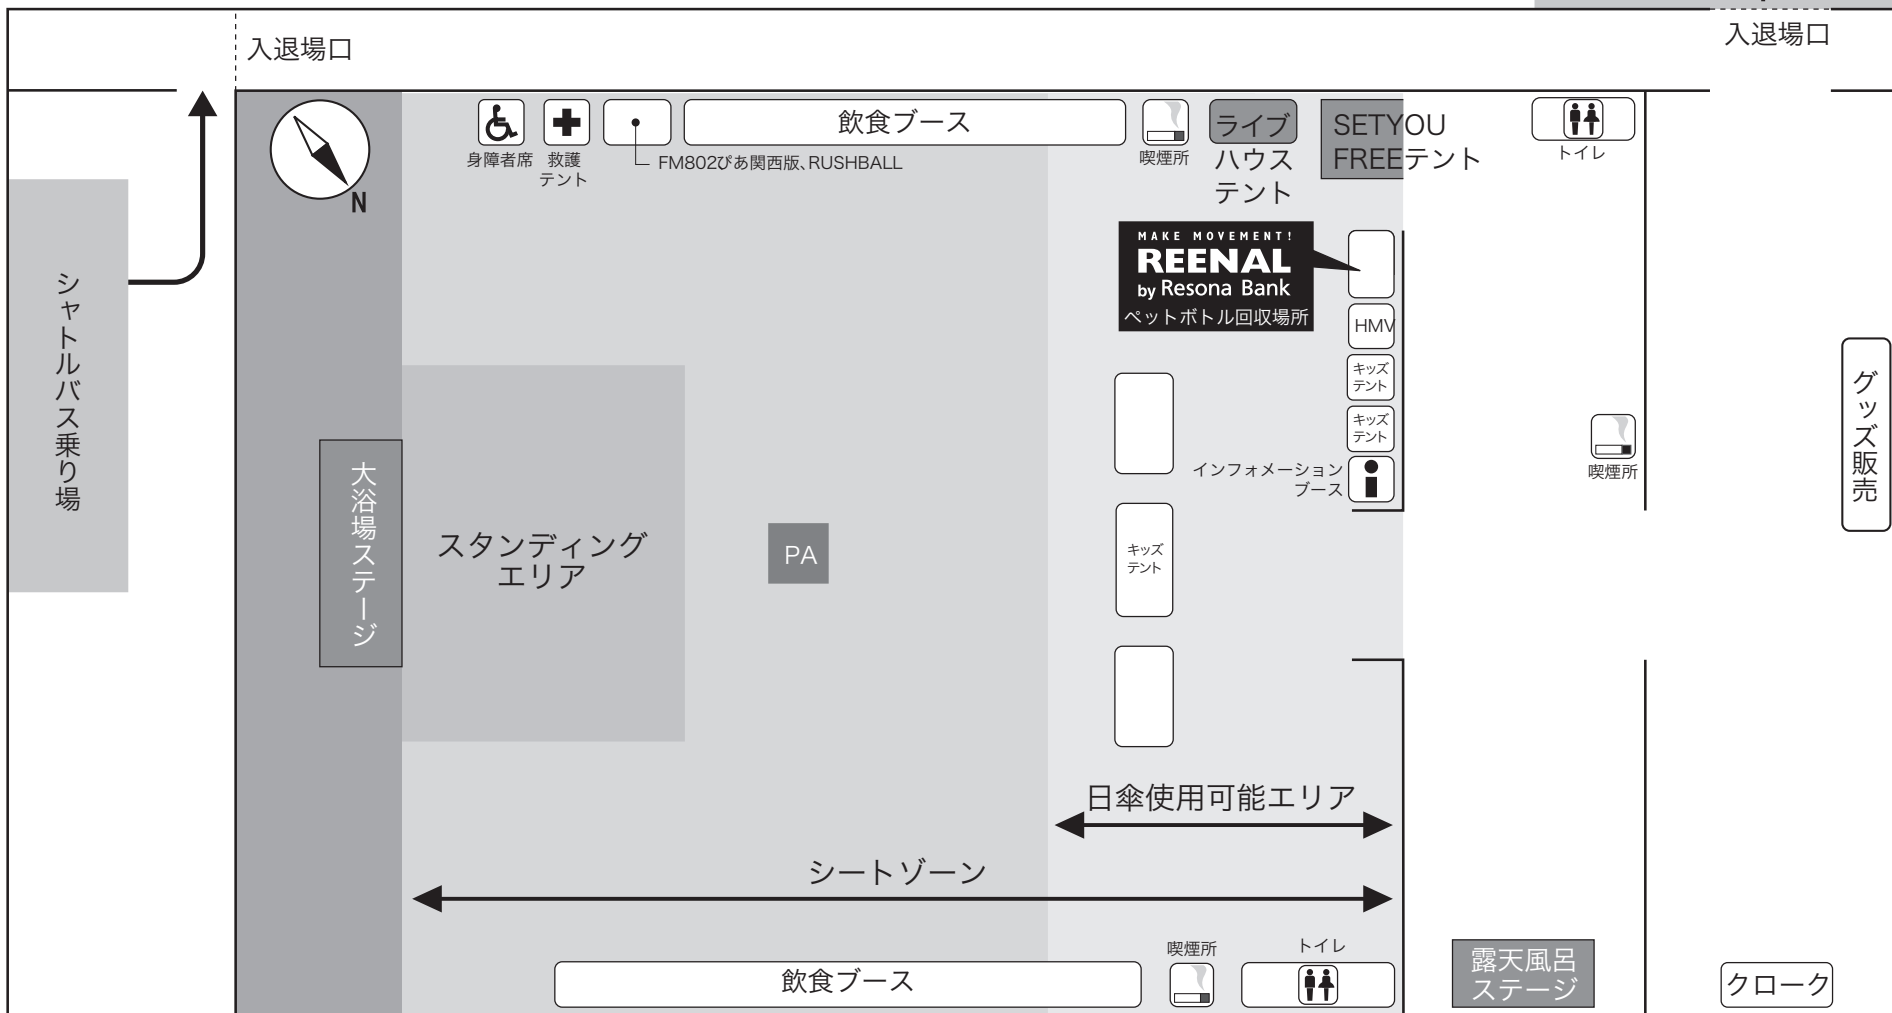 入退場口
入退場口
N
身障者席
救護
テント
飲食ブース
FM802ぴあ関西版、RUSHBALL
喫煙所
ライブ
ハウス
テント
SETYOU
FREEテント
トイレ
シャトルバス乗り場
MAKE MOVEMENT!
REENAL
by Resona Bank
ペットボトル回収場所
HMV
キッズ
テント
キッズ
テント
インフォメーション
ブース
喫煙所
グッズ販売
大浴場ステージ
スタンディング
エリア
PA
キッズ
テント
日傘使用可能エリア
シートゾーン
飲食ブース
喫煙所
トイレ
露天風呂
ステージ
クローク